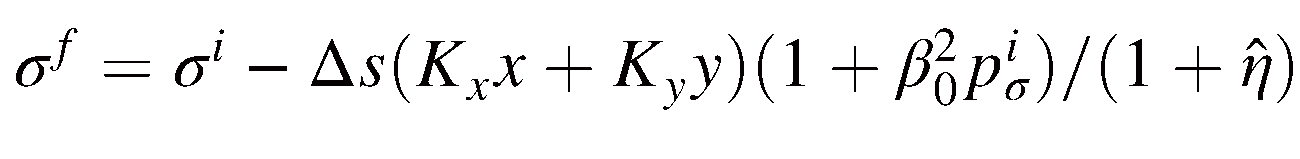 σ^f = σ^i − Δs(K_x x + K_y y)(1 + β_0^2 p_σ^i)/(1 + η̂)